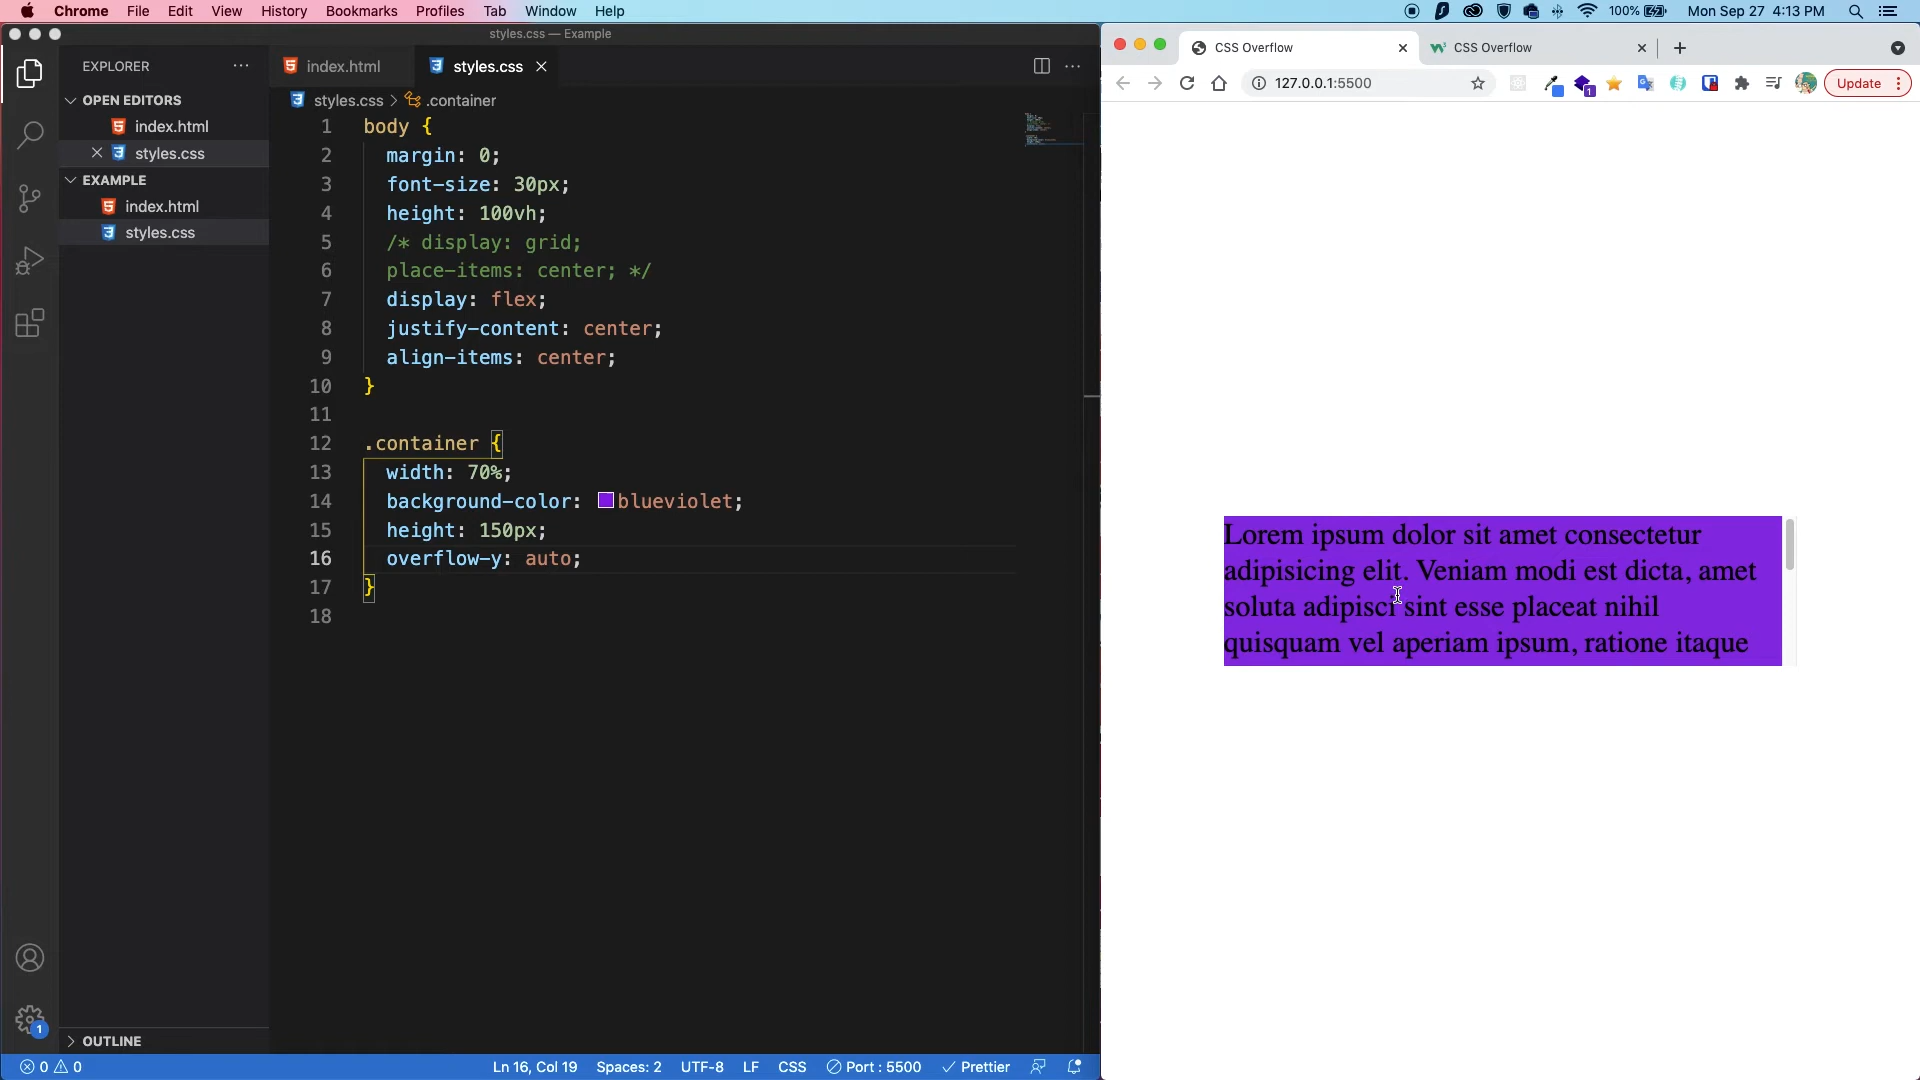 Chrome File Edit View History Bookmarks Profiles Tab Window Help
100% Mon Sep 27 4:13 PM
styles.css — Example
EXPLORER
OPEN EDITORS
index.html
styles.css
EXAMPLE
index.html
styles.css
OUTLINE
1
index.html
styles.css
styles.css > .container
1 body {
2 margin: 0;
3 font-size: 30px;
4 height: 100vh;
5 /* display: grid;
6 place-items: center; */
7 display: flex;
8 justify-content: center;
9 align-items: center;
10 }
11
12 .container {
13 width: 70%;
14 background-color: blueviolet;
15 height: 150px;
16 overflow-y: auto;
17 }
18
0 0 Ln 16, Col 19 Spaces: 2 UTF-8 LF CSS Port : 5500 Prettier
CSS Overflow
CSS Overflow
127.0.0.1:5500
1
Update
Lorem ipsum dolor sit amet consectetur
adipisicing elit. Veniam modi est dicta, amet
soluta adipisci sint esse placeat nihil
quisquam vel aperiam ipsum, ratione itaque